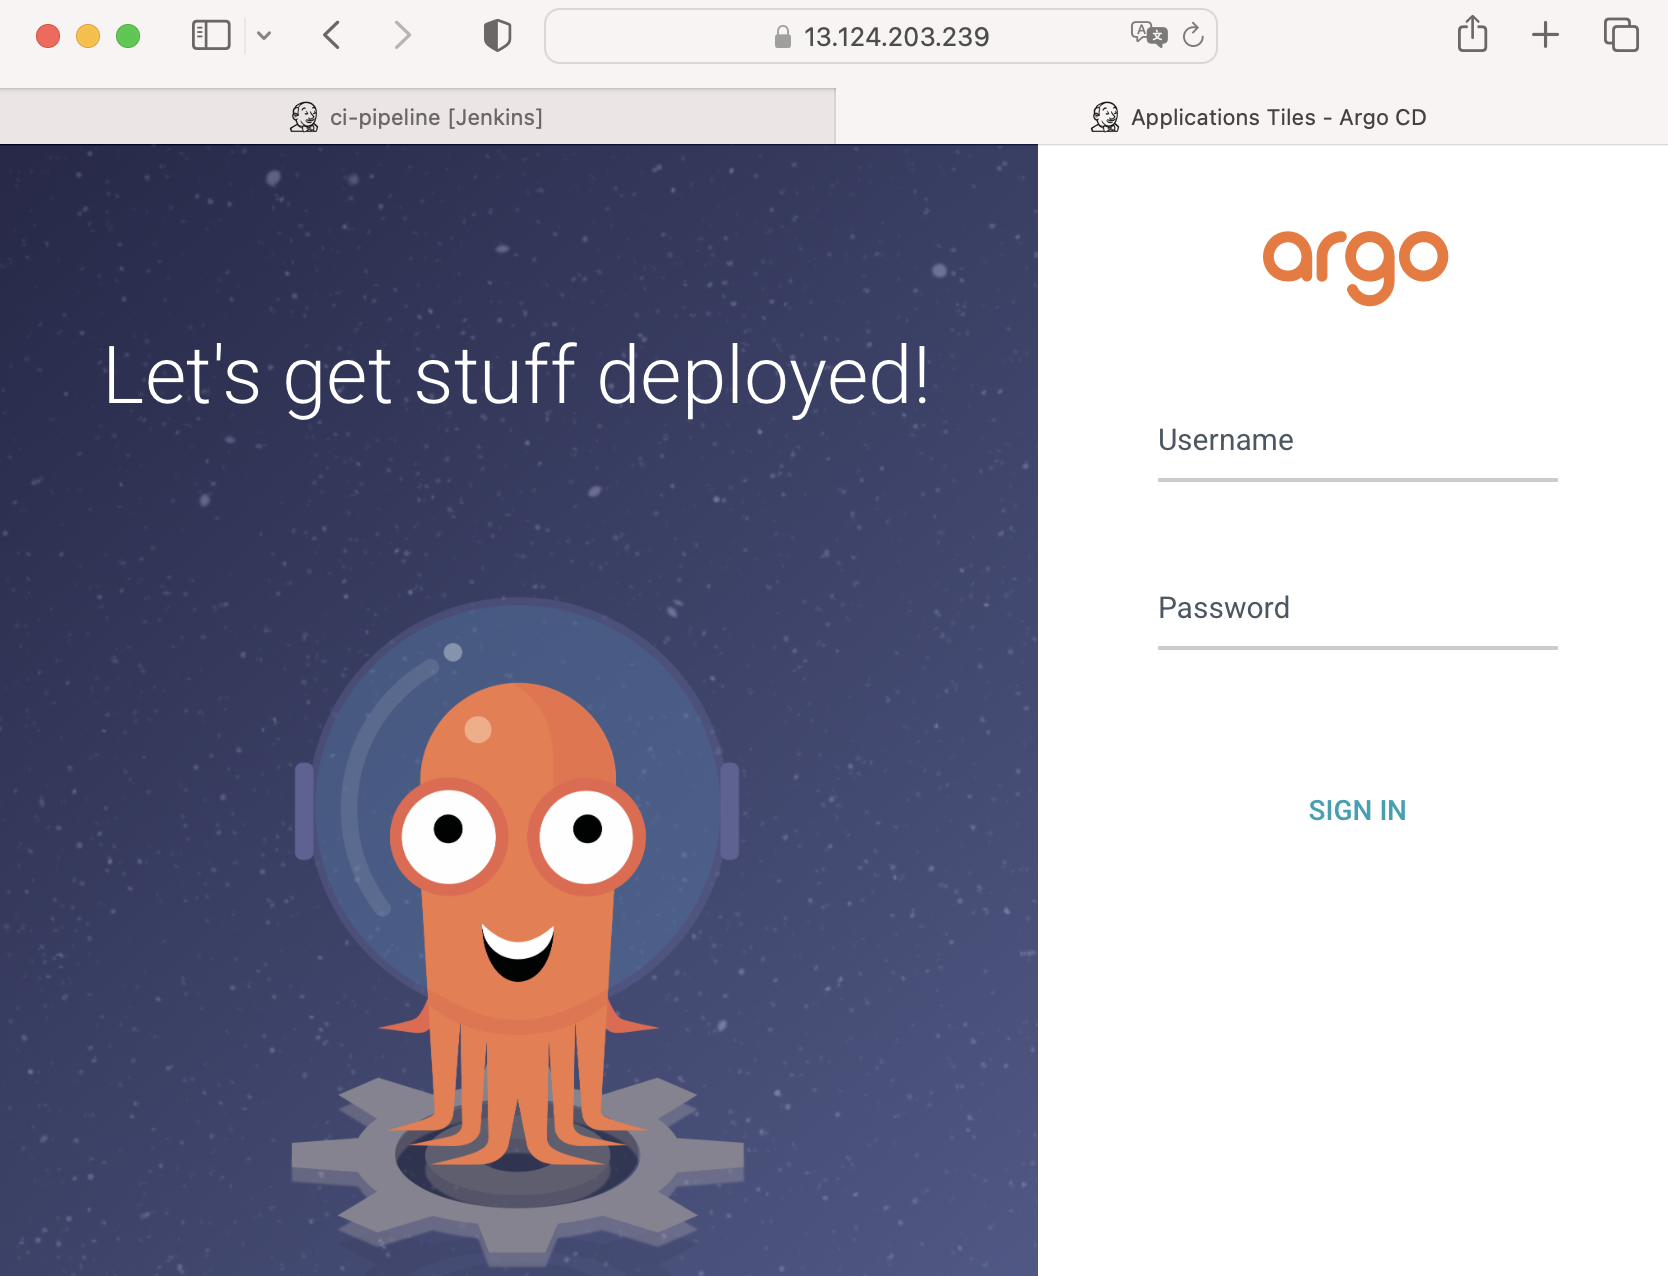 13.124.203.239
ci-pipeline [Jenkins]
Applications Tiles - Argo CD
Let's get stuff deployed!
argo
Username
Password
SIGN IN